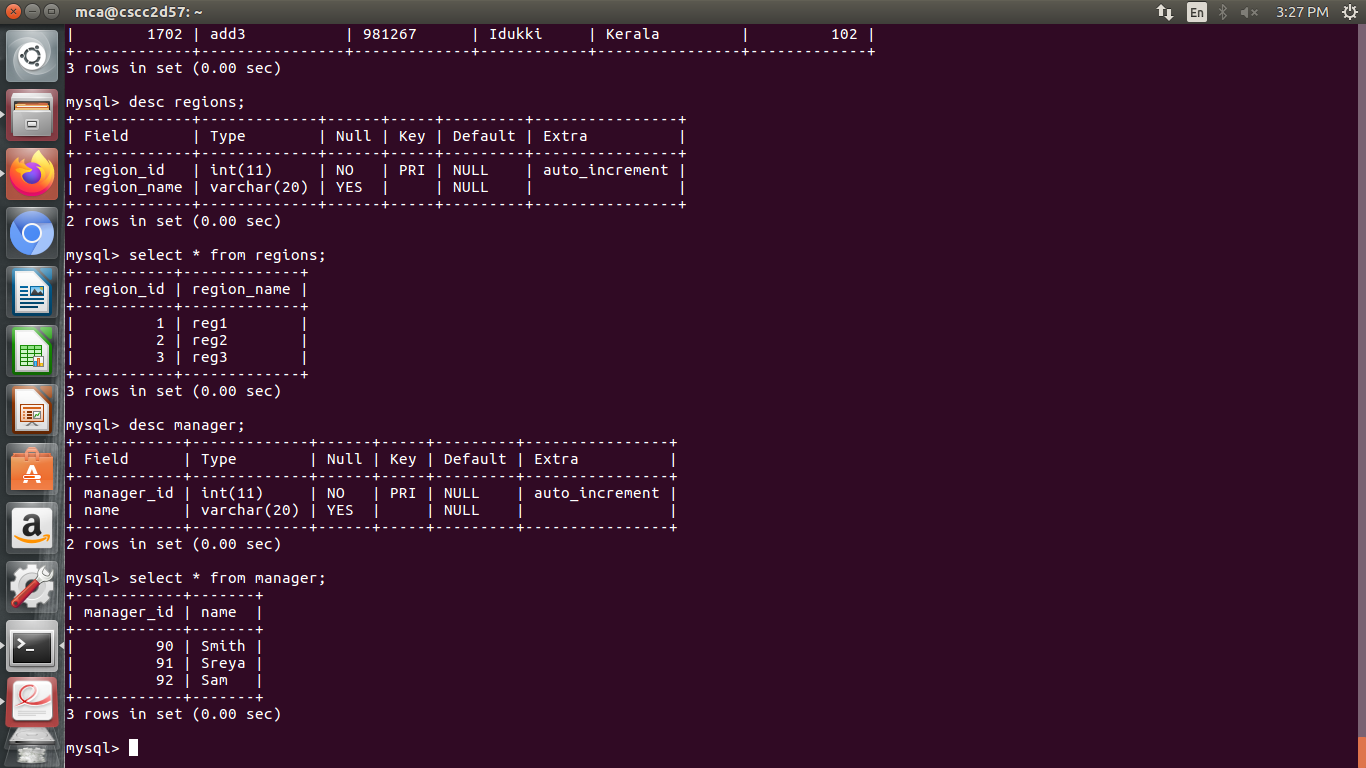 mca@cscc2d57: ~
En
3:27 PM
|        1702 | add3            | 981267      | Idukki     | Kerala         |         102 |
+-------------+-----------------+-------------+------------+----------------+-------------+
3 rows in set (0.00 sec)
mysql> desc regions;
+-------------+-------------+------+-----+---------+----------------+
| Field       | Type        | Null | Key | Default | Extra          |
+-------------+-------------+------+-----+---------+----------------+
| region_id   | int(11)     | NO   | PRI | NULL    | auto_increment |
| region_name | varchar(20) | YES  |     | NULL    |                |
+-------------+-------------+------+-----+---------+----------------+
2 rows in set (0.00 sec)
mysql> select * from regions;
+-----------+-------------+
| region_id | region_name |
+-----------+-------------+
|         1 | reg1        |
|         2 | reg2        |
|         3 | reg3        |
+-----------+-------------+
3 rows in set (0.00 sec)
mysql> desc manager;
+------------+-------------+------+-----+---------+----------------+
| Field      | Type        | Null | Key | Default | Extra          |
+------------+-------------+------+-----+---------+----------------+
| manager_id | int(11)     | NO   | PRI | NULL    | auto_increment |
| name       | varchar(20) | YES  |     | NULL    |                |
+------------+-------------+------+-----+---------+----------------+
2 rows in set (0.00 sec)
mysql> select * from manager;
+------------+-------+
| manager_id | name  |
+------------+-------+
|         90 | Smith |
|         91 | Sreya |
|         92 | Sam   |
+------------+-------+
3 rows in set (0.00 sec)
mysql>